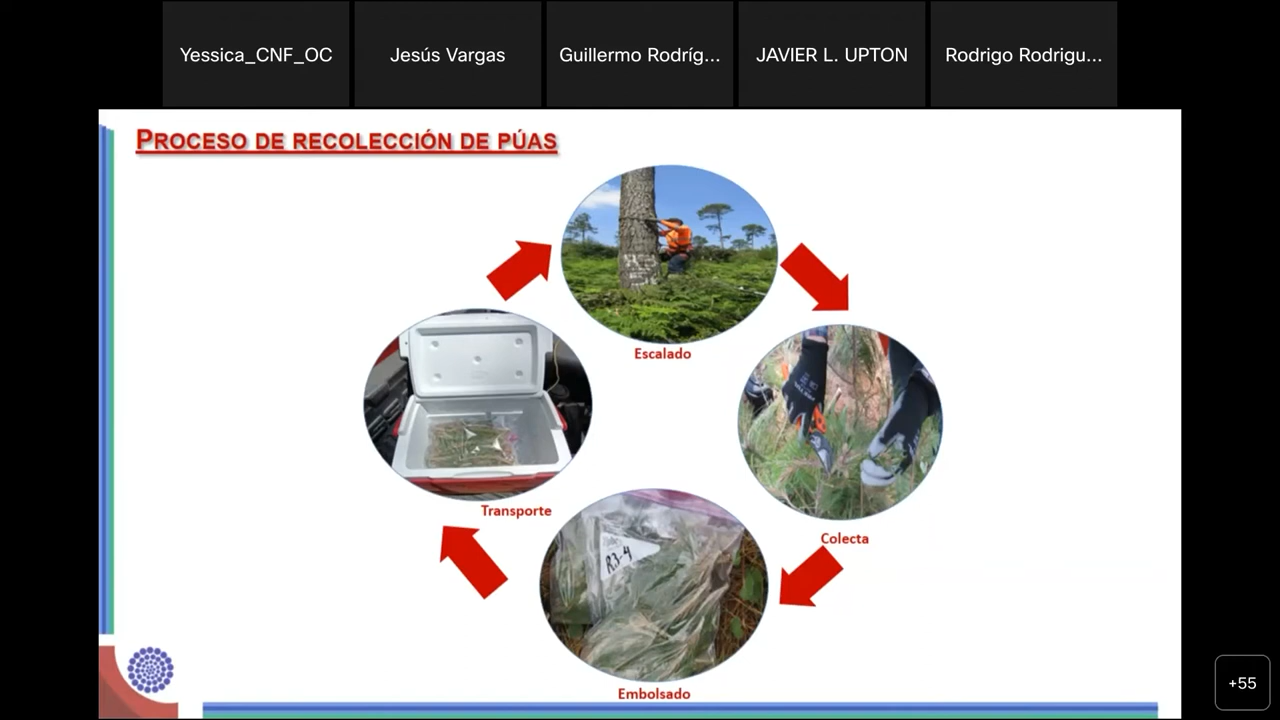 Yessica_CNF_OC
Jesús Vargas
Guillermo Rodríg...
JAVIER L. UPTON
Rodrigo Rodrigu...
PROCESO DE RECOLECCIÓN DE PÚAS
Escalado
Transporte
Colecta
R3-4
Embolsado
+55